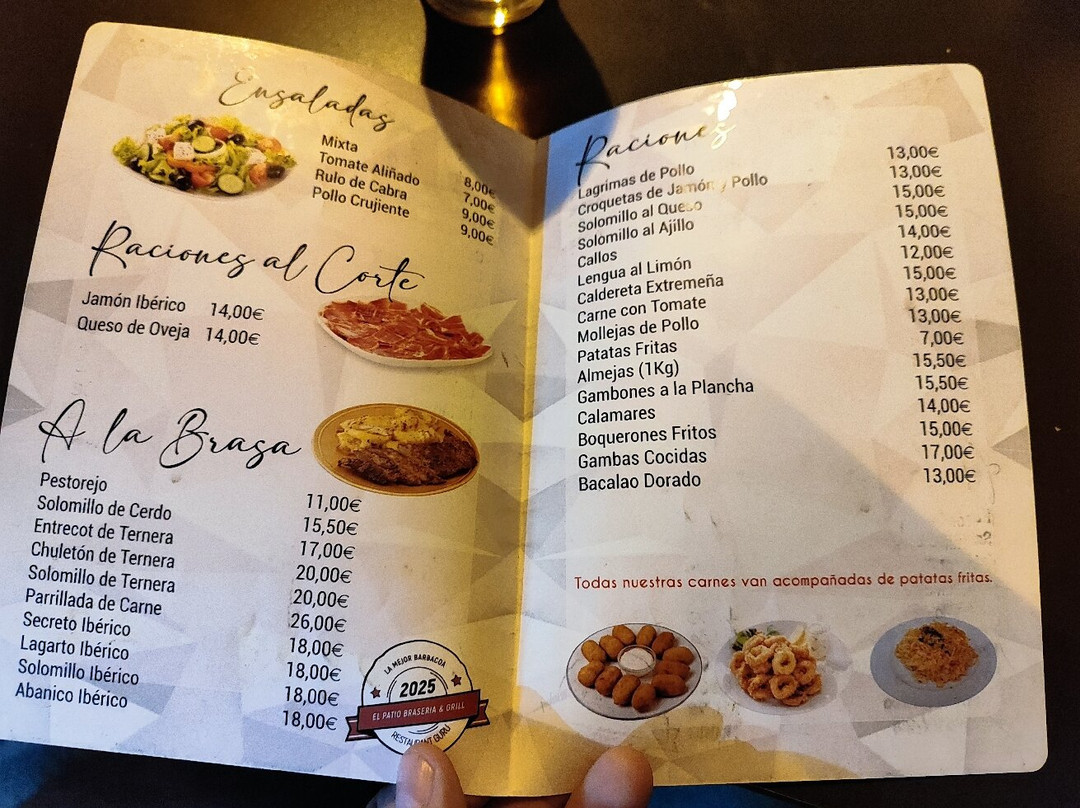 Ensaladas
Mixta 8,00€
Tomate Aliñado 7,00€
Rulo de Cabra 9,00€
Pollo Crujiente 9,00€
Raciones al Corte
Jamón Ibérico 14,00€
Queso de Oveja 14,00€
A la Brasa
Pestorejo 11,00€
Solomillo de Cerdo 15,50€
Entrecot de Ternera 17,00€
Chuletón de Ternera 20,00€
Solomillo de Ternera 20,00€
Parrillada de Carne 26,00€
Secreto Ibérico 18,00€
Lagarto Ibérico 18,00€
Solomillo Ibérico 18,00€
Abanico Ibérico 18,00€
LA MEJOR BARBACOA
2025
EL PATIO BRASERIA & GRILL
RESTAURANT GURU
Raciones
Lagrimas de Pollo 13,00€
Croquetas de Jamón y Pollo 13,00€
Solomillo al Queso 15,00€
Solomillo al Ajillo 15,00€
Callos 14,00€
Lengua al Limón 12,00€
Caldereta Extremeña 15,00€
Carne con Tomate 13,00€
Mollejas de Pollo 13,00€
Patatas Fritas 7,00€
Almejas (1Kg) 15,50€
Gambones a la Plancha 15,50€
Calamares 14,00€
Boquerones Fritos 15,00€
Gambas Cocidas 17,00€
Bacalao Dorado 13,00€
Todas nuestras carnes van acompañadas de patatas fritas.